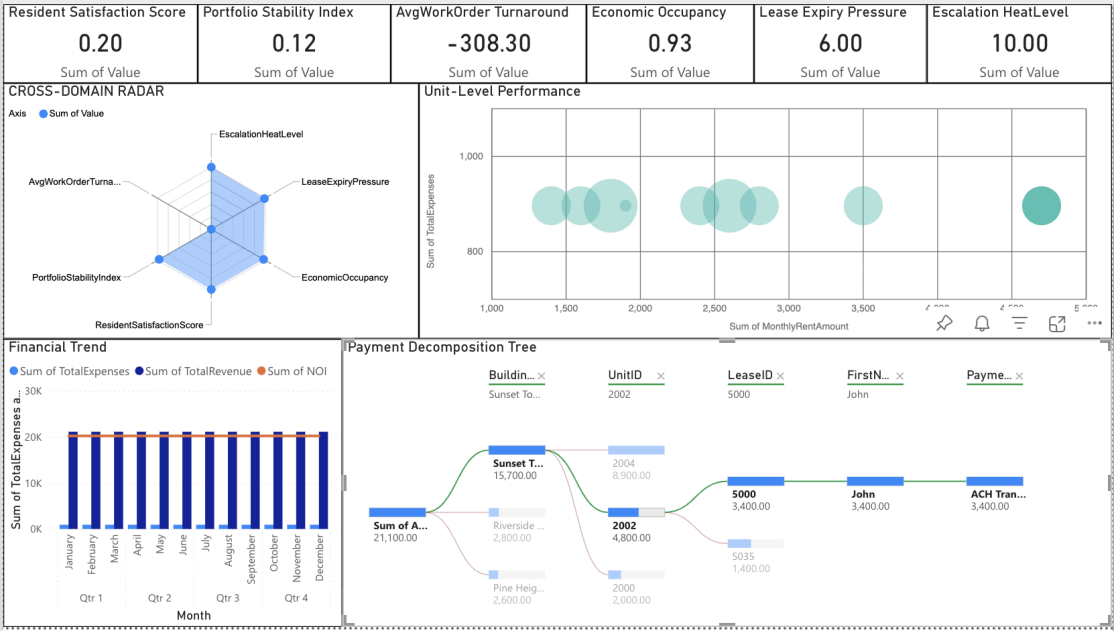 Resident Satisfaction Score
0.20
Sum of Value
Portfolio Stability Index
0.12
Sum of Value
AvgWorkOrder Turnaround
-308.30
Sum of Value
Economic Occupancy
0.93
Sum of Value
Lease Expiry Pressure
6.00
Sum of Value
Escalation HeatLevel
10.00
Sum of Value
CROSS-DOMAIN RADAR
Axis
Sum of Value
EscalationHeatLevel
AvgWorkOrderTurna...
LeaseExpiryPressure
PortfolioStabilityIndex
EconomicOccupancy
ResidentSatisfactionScore
Unit-Level Performance
Sum of TotalExpenses
1,000
800
1,000
1,500
2,000
2,500
3,000
3,500
Sum of MonthlyRentAmount
Financial Trend
Sum of TotalExpenses
Sum of TotalRevenue
Sum of NOI
Sum of TotalExpenses a...
30K
20K
10K
0K
January
February
March
April
May
June
July
August
September
October
November
December
Qtr 1
Qtr 2
Qtr 3
Qtr 4
Month
Payment Decomposition Tree
Buildin...
Sunset To...
UnitID
2002
LeaseID
5000
FirstN...
John
Payme...
Sum of A...
21,100.00
Sunset T...
15,700.00
Riverside ...
2,800.00
Pine Heig...
2,600.00
2004
8,900.00
2002
4,800.00
2000
2,000.00
5000
3,400.00
5035
1,400.00
John
3,400.00
ACH Tran...
3,400.00